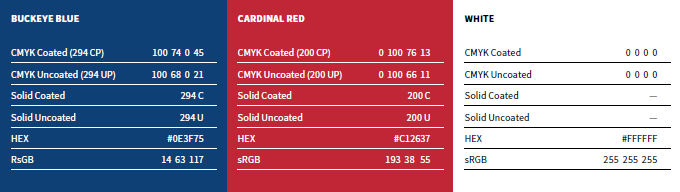 BUCKEYE BLUE
CMYK Coated (294 CP) 100 74 0 45
CMYK Uncoated (294 UP) 100 68 0 21
Solid Coated 294 C
Solid Uncoated 294 U
HEX #0E3F75
RsGB 14 63 117
CARDINAL RED
CMYK Coated (200 CP) 0 100 76 13
CMYK Uncoated (200 UP) 0 100 66 11
Solid Coated 200 C
Solid Uncoated 200 U
HEX #C12637
sRGB 193 38 55
WHITE
CMYK Coated 0 0 0 0
CMYK Uncoated 0 0 0 0
Solid Coated —
Solid Uncoated —
HEX #FFFFFF
sRGB 255 255 255